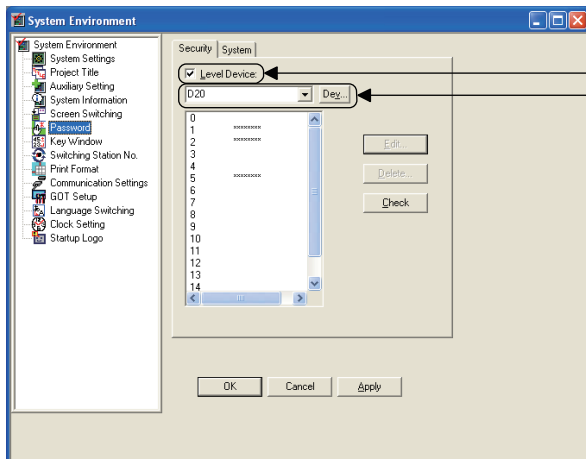 System Environment
System Environment
System Settings
Project Title
Auxiliary Setting
System Information
Screen Switching
Password
Key Window
Switching Station No.
Print Format
Communication Settings
GOT Setup
Language Switching
Clock Setting
Startup Logo
Security System
Level Device:
D20 Dev...
0
1 ××××××××
2 ××××××××
3
4
5 ××××××××
6
7
8
9
10
11
12
13
14
Edit...
Delete...
Check
OK Cancel Apply